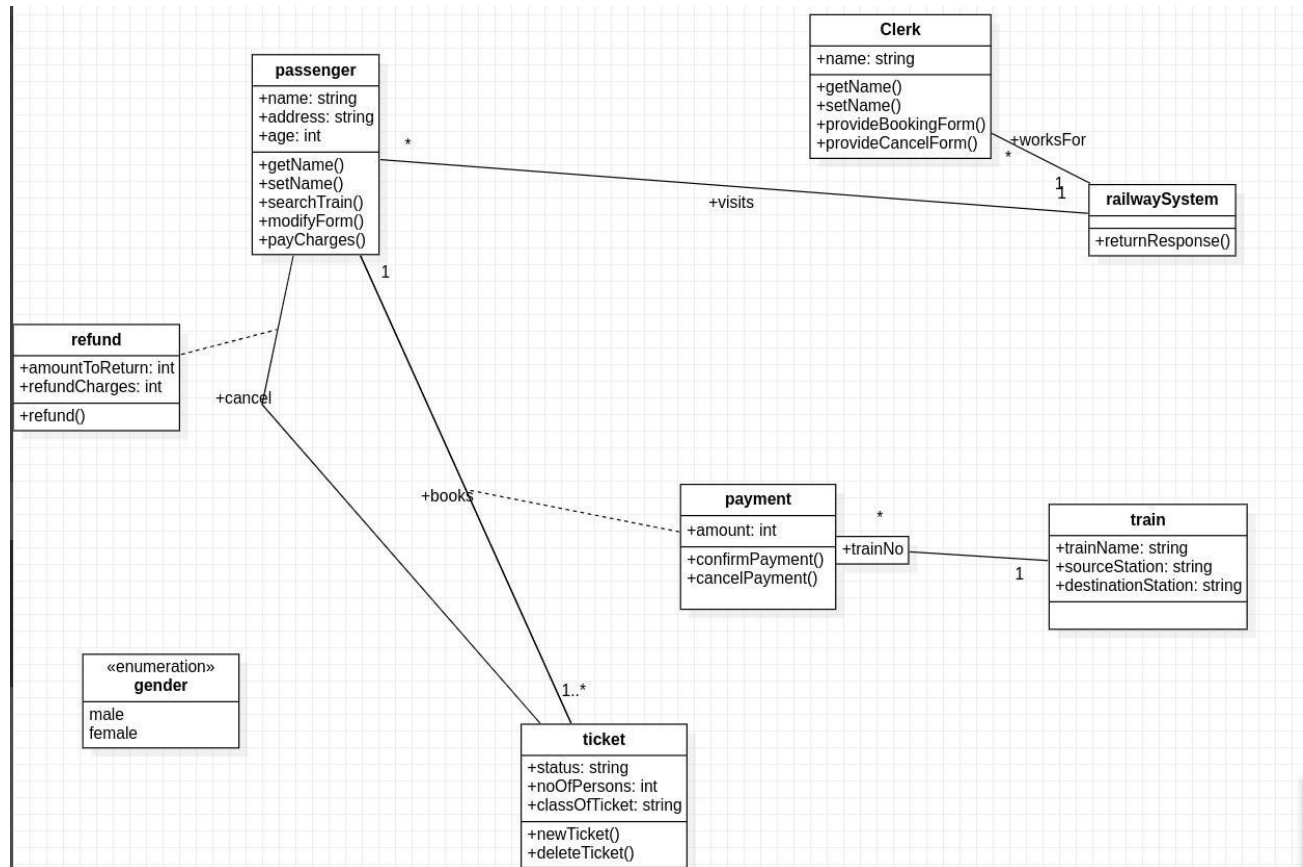 Clerk
+name: string
+getName()
+setName()
+provideBookingForm()
+provideCancelForm()
passenger
+name: string
+address: string
+age: int
+getName()
+setName()
+searchTrain()
+modifyForm()
+payCharges()
*
+visits
1
+worksFor
*
1
railwaySystem
+returnResponse()
1
refund
+amountToReturn: int
+refundCharges: int
+refund()
+cancel
+books
payment
+amount: int
+confirmPayment()
+cancelPayment()
*
+trainNo
1
train
+trainName: string
+sourceStation: string
+destinationStation: string
«enumeration»
gender
male
female
1..*
ticket
+status: string
+noOfPersons: int
+classOfTicket: string
+newTicket()
+deleteTicket()